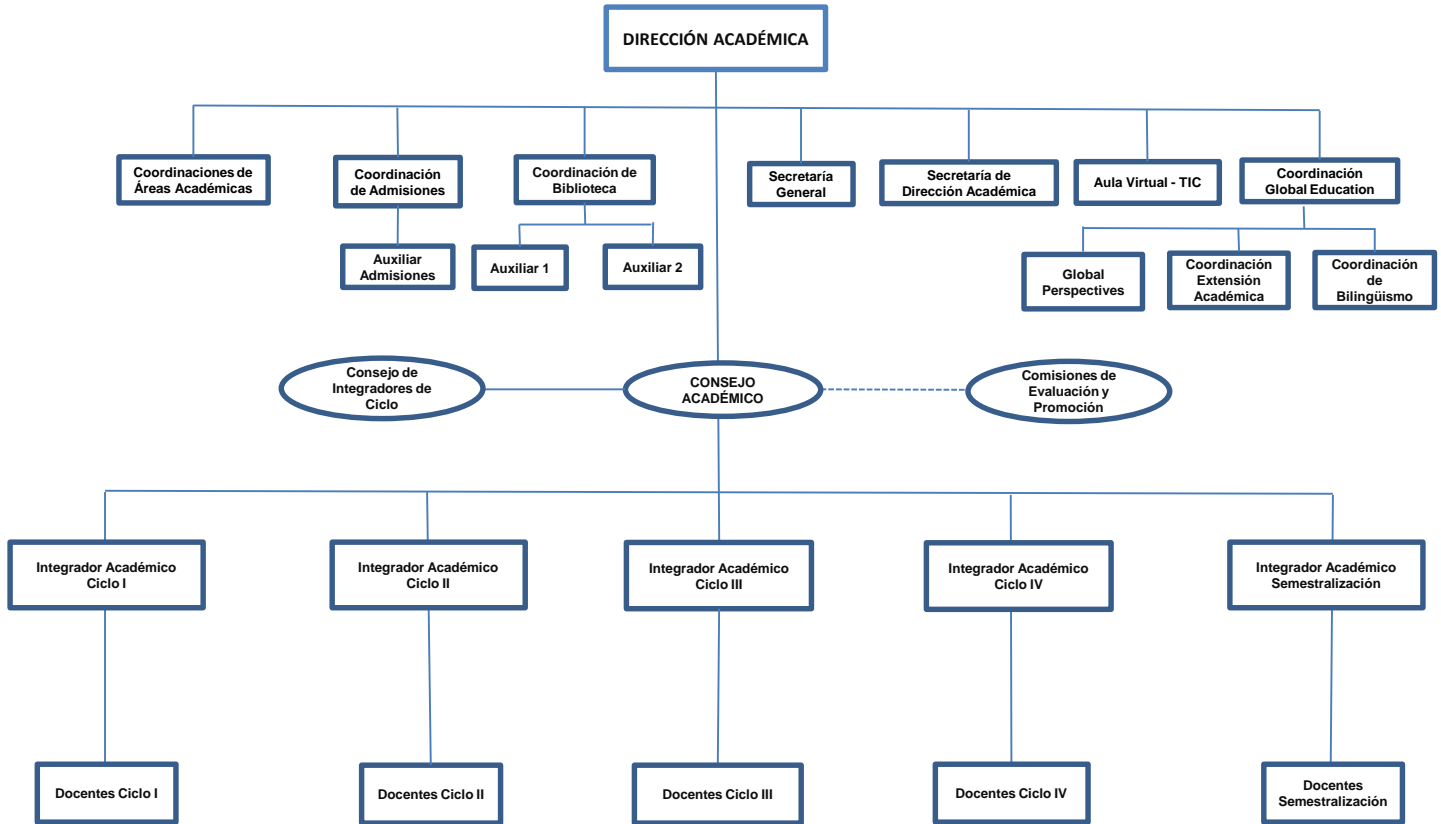 DIRECCIÓN ACADÉMICA
Coordinaciones de
Áreas Académicas
Coordinación
de Admisiones
Coordinación de
Biblioteca
Secretaría
General
Secretaría de
Dirección Académica
Aula Virtual - TIC
Coordinación
Global Education
Auxiliar
Admisiones
Auxiliar 1
Auxiliar 2
Global
Perspectives
Coordinación
Extensión
Académica
Coordinación
de
Bilingüismo
Consejo de
Integradores de
Ciclo
CONSEJO
ACADÉMICO
Comisiones de
Evaluación y
Promoción
Integrador Académico
Ciclo I
Integrador Académico
Ciclo II
Integrador Académico
Ciclo III
Integrador Académico
Ciclo IV
Integrador Académico
Semestralización
Docentes Ciclo I
Docentes Ciclo II
Docentes Ciclo III
Docentes Ciclo IV
Docentes
Semestralización